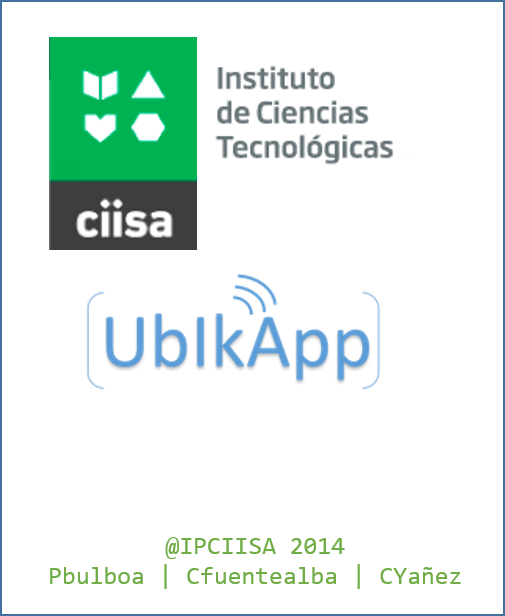 Instituto
de Ciencias
Tecnológicas
ciisa
UbIkApp
@IPCIISA 2014
Pbulboa | Cfuentealba | CYañez